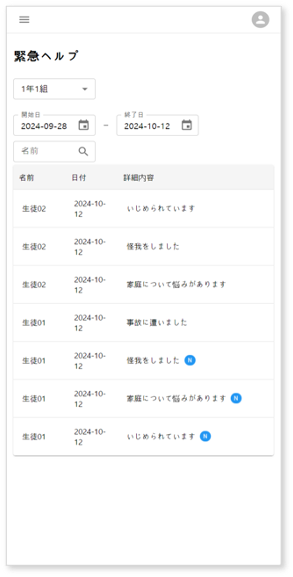 緊急ヘルプ
1年1組
開始日 終了日
2024-09-28 – 2024-10-12
名前
名前 日付 詳細内容
生徒02 2024-10-12 いじめられています
生徒02 2024-10-12 怪我をしました
生徒02 2024-10-12 家庭について悩みがあります
生徒01 2024-10-12 事故に遭いました
生徒01 2024-10-12 怪我をしました N
生徒01 2024-10-12 家庭について悩みがあります N
生徒01 2024-10-12 いじめられています N